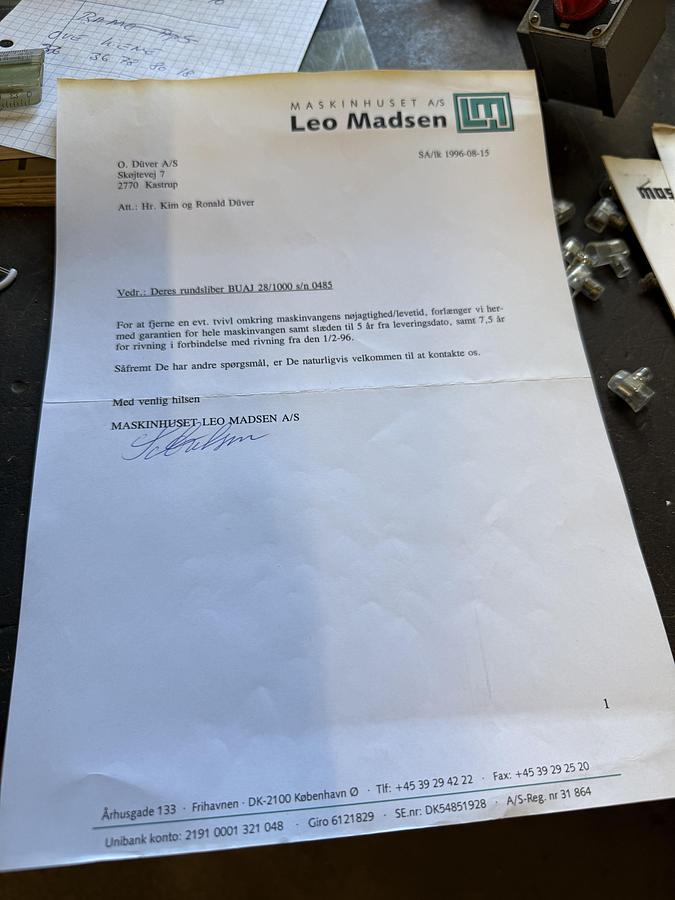 36 78 80 18
MASKINHUSET A/S
Leo Madsen
LM
SA/lk 1996-08-15
O. Düver A/S
Skøjtevej 7
2770 Kastrup
Att.: Hr. Kim og Ronald Düver
Vedr.: Deres rundsliber BUAJ 28/1000 s/n 0485
For at fjerne en evt. tvivl omkring maskinvangens nøjagtighed/levetid, forlænger vi her-
med garantien for hele maskinvangen samt slæden til 5 år fra leveringsdato, samt 7,5 år
for rivning i forbindelse med rivning fra den 1/2-96.
Såfremt De har andre spørgsmål, er De naturligvis velkommen til at kontakte os.
Med venlig hilsen
MASKINHUSET LEO MADSEN A/S
1
Århusgade 133 · Frihavnen · DK-2100 København Ø · Tlf: +45 39 29 42 22 · Fax: +45 39 29 25 20
Unibank konto: 2191 0001 321 048 · Giro 6121829 · SE.nr: DK54851928 · A/S-Reg. nr 31 864